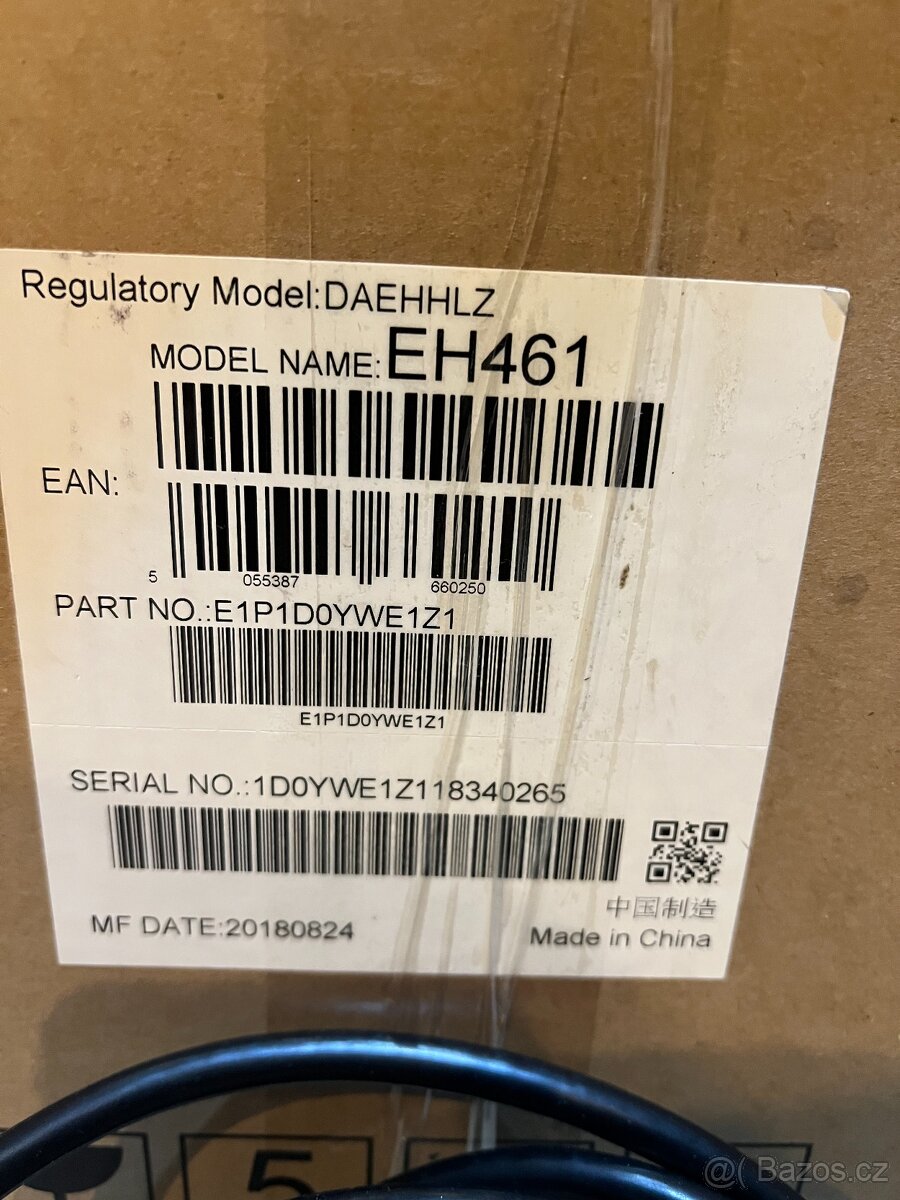 Regulatory Model:DAEHHLZ
MODEL NAME:EH461
EAN:
5 055387 660250
PART NO.:E1P1D0YWE1Z1
E1P1D0YWE1Z1
SERIAL NO.:1D0YWE1Z118340265
中国制造
MF DATE:20180824
Made in China
5
@( Bazos.cz